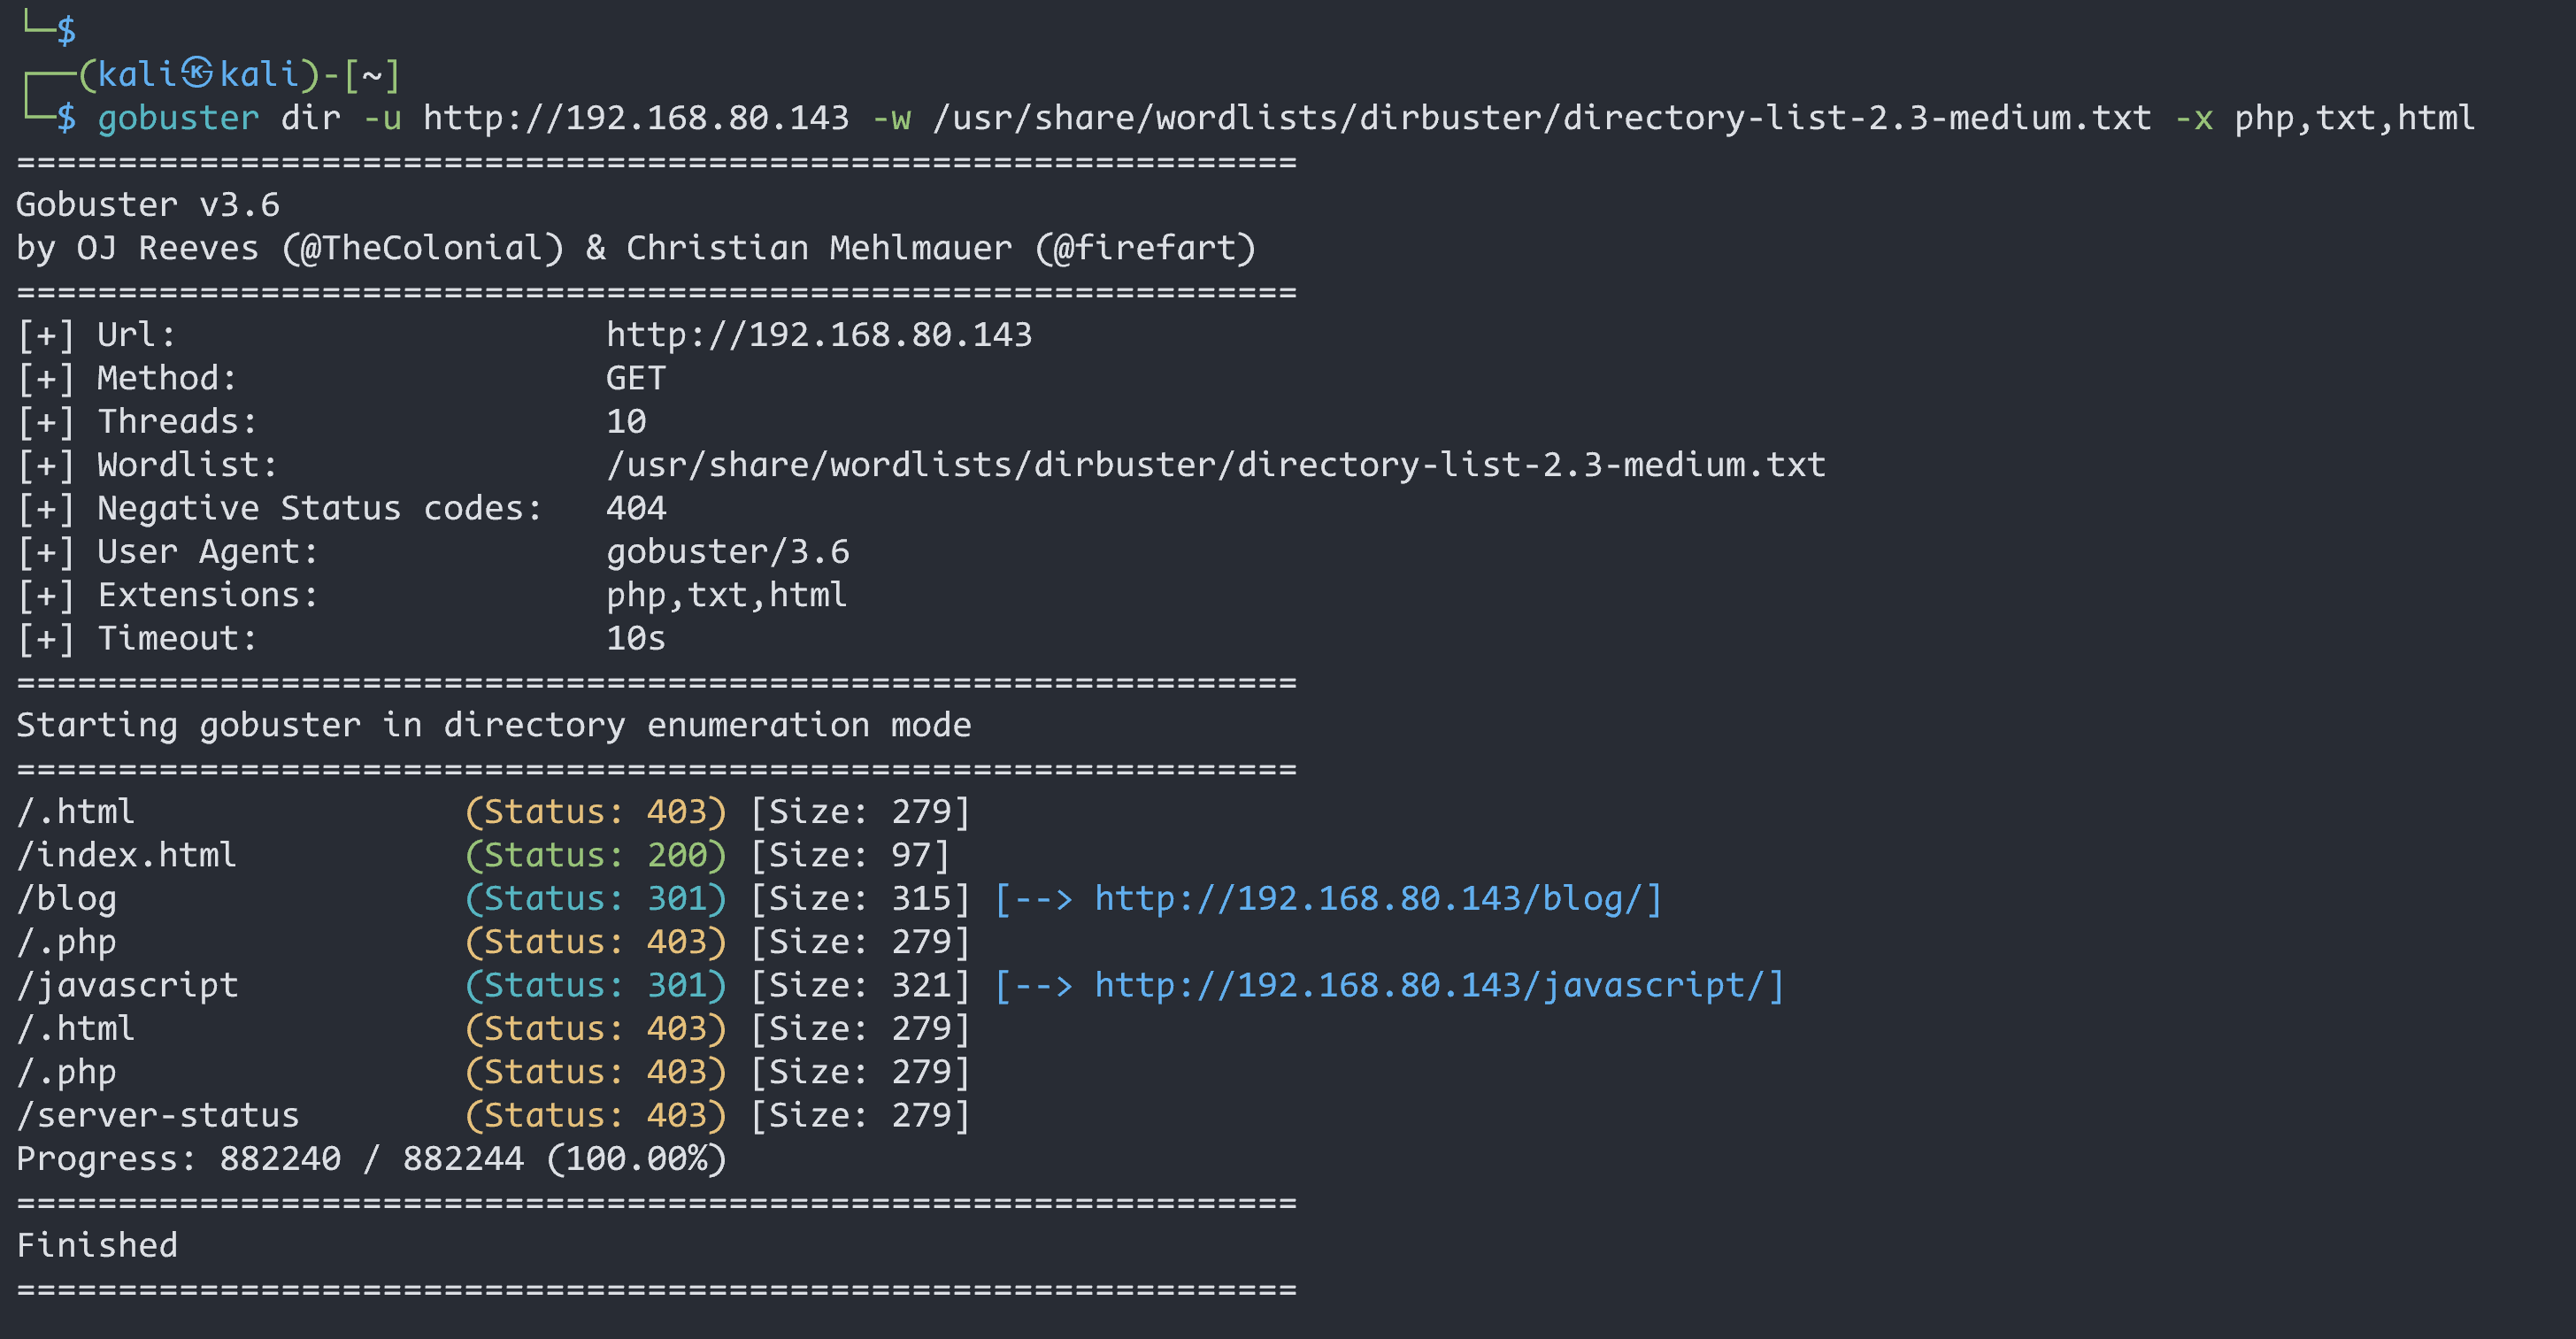 └─$
┌──(kali㉿kali)-[~]
└─$ gobuster dir -u http://192.168.80.143 -w /usr/share/wordlists/dirbuster/directory-list-2.3-medium.txt -x php,txt,html
===============================================================
Gobuster v3.6
by OJ Reeves (@TheColonial) & Christian Mehlmauer (@firefart)
===============================================================
[+] Url:                     http://192.168.80.143
[+] Method:                  GET
[+] Threads:                 10
[+] Wordlist:                /usr/share/wordlists/dirbuster/directory-list-2.3-medium.txt
[+] Negative Status codes:   404
[+] User Agent:              gobuster/3.6
[+] Extensions:              php,txt,html
[+] Timeout:                 10s
===============================================================
Starting gobuster in directory enumeration mode
===============================================================
/.html                (Status: 403) [Size: 279]
/index.html           (Status: 200) [Size: 97]
/blog                 (Status: 301) [Size: 315] [--> http://192.168.80.143/blog/]
/.php                 (Status: 403) [Size: 279]
/javascript           (Status: 301) [Size: 321] [--> http://192.168.80.143/javascript/]
/.html                (Status: 403) [Size: 279]
/.php                 (Status: 403) [Size: 279]
/server-status        (Status: 403) [Size: 279]
Progress: 882240 / 882244 (100.00%)
===============================================================
Finished
===============================================================